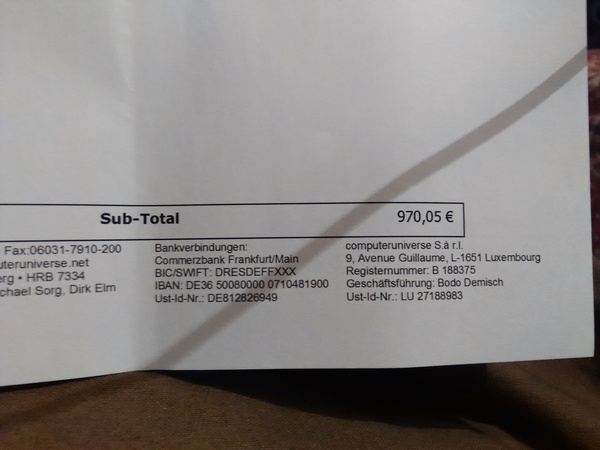 Sub-Total 970,05 €
Fax:06031-7910-200
uteruniverse.net
erg • HRB 7334
chael Sorg, Dirk Elm
Bankverbindungen:
Commerzbank Frankfurt/Main
BIC/SWIFT: DRESDEFFXXX
IBAN: DE36 50080000 0710481900
Ust-Id-Nr.: DE812826949
computeruniverse S.à r.l.
9, Avenue Guillaume, L-1651 Luxembourg
Registernummer: B 188375
Geschäftsführung: Bodo Demisch
Ust-Id-Nr.: LU 27188983